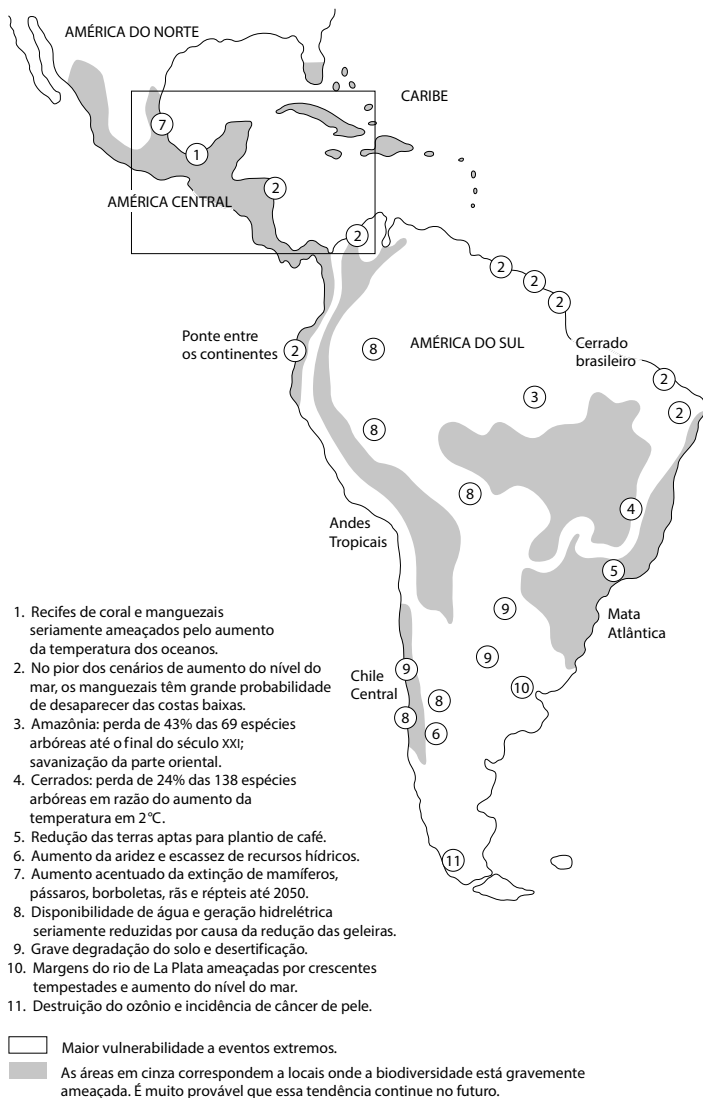 AMÉRICA DO NORTE
CARIBE
7
1
2
AMÉRICA CENTRAL
2
2
2
2
Ponte entre
os continentes
2
8
AMÉRICA DO SUL
Cerrado
brasileiro
2
3
2
8
8
4
Andes
Tropicais
5
9
Mata
Atlântica
9
9
Chile
Central
10
8
8
6
11
1. Recifes de coral e manguezais
seriamente ameaçados pelo aumento
da temperatura dos oceanos.
2. No pior dos cenários de aumento do nível do
mar, os manguezais têm grande probabilidade
de desaparecer das costas baixas.
3. Amazônia: perda de 43% das 69 espécies
arbóreas até o final do século XXI;
savanização da parte oriental.
4. Cerrados: perda de 24% das 138 espécies
arbóreas em razão do aumento da
temperatura em 2°C.
5. Redução das terras aptas para plantio de café.
6. Aumento da aridez e escassez de recursos hídricos.
7. Aumento acentuado da extinção de mamíferos,
pássaros, borboletas, rãs e répteis até 2050.
8. Disponibilidade de água e geração hidrelétrica
seriamente reduzidas por causa da redução das geleiras.
9. Grave degradação do solo e desertificação.
10. Margens do rio de La Plata ameaçadas por crescentes
tempestades e aumento do nível do mar.
11. Destruição do ozônio e incidência de câncer de pele.
Maior vulnerabilidade a eventos extremos.
As áreas em cinza correspondem a locais onde a biodiversidade está gravemente
ameaçada. É muito provável que essa tendência continue no futuro.